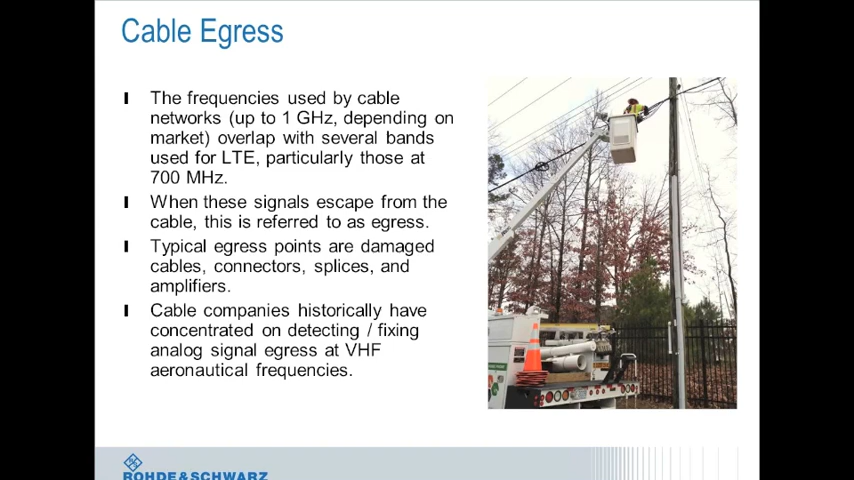 Cable Egress
The frequencies used by cable
networks (up to 1 GHz, depending on
market) overlap with several bands
used for LTE, particularly those at
700 MHz.
When these signals escape from the
cable, this is referred to as egress.
Typical egress points are damaged
cables, connectors, splices, and
amplifiers.
Cable companies historically have
concentrated on detecting / fixing
analog signal egress at VHF
aeronautical frequencies.
ROHDE&SCHWARZ